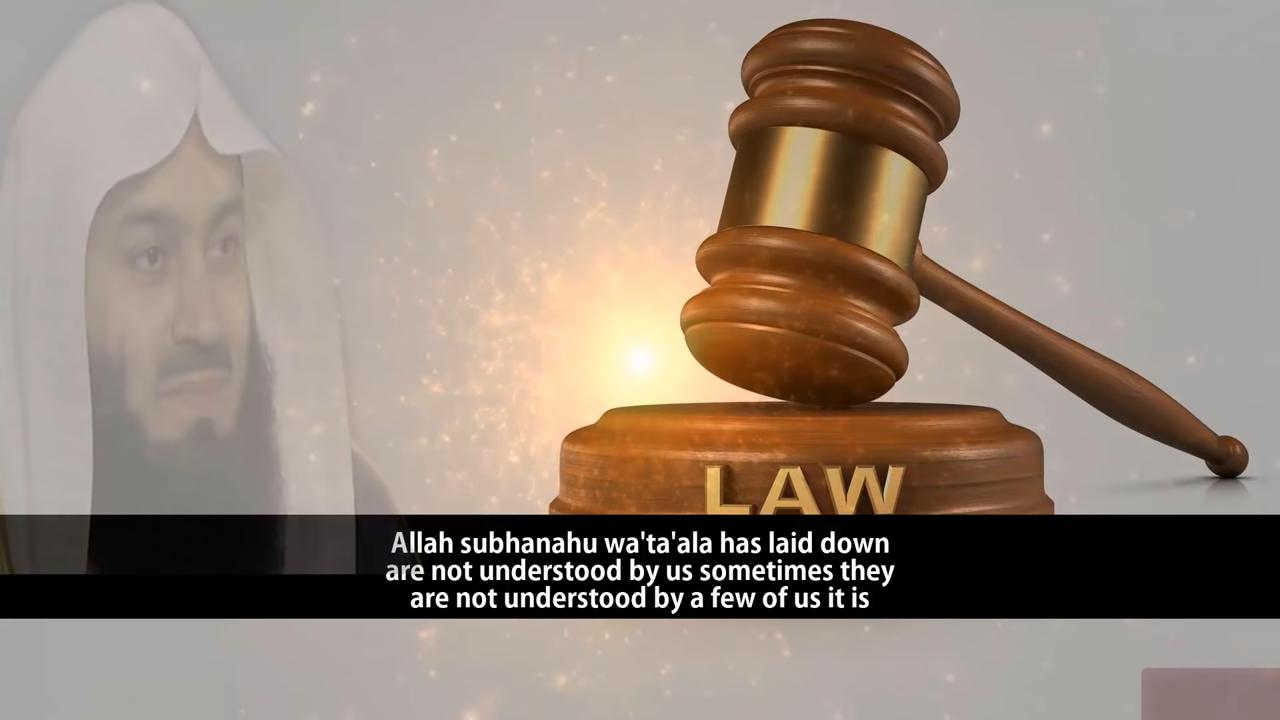 LAW
Allah subhanahu wa'ta'ala has laid down
are not understood by us sometimes they
are not understood by a few of us it is